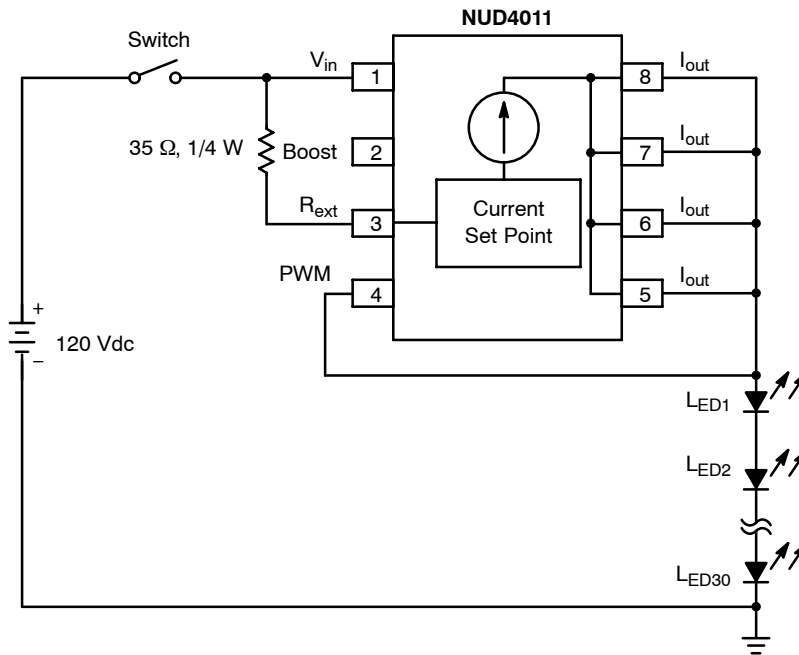 NUD4011
Switch
V_in
1
8
I_out
35 Ω, 1/4 W
Boost
2
7
I_out
R_ext
3
Current
Set Point
6
I_out
PWM
4
5
I_out
+
120 Vdc
−
L_ED1
L_ED2
L_ED30